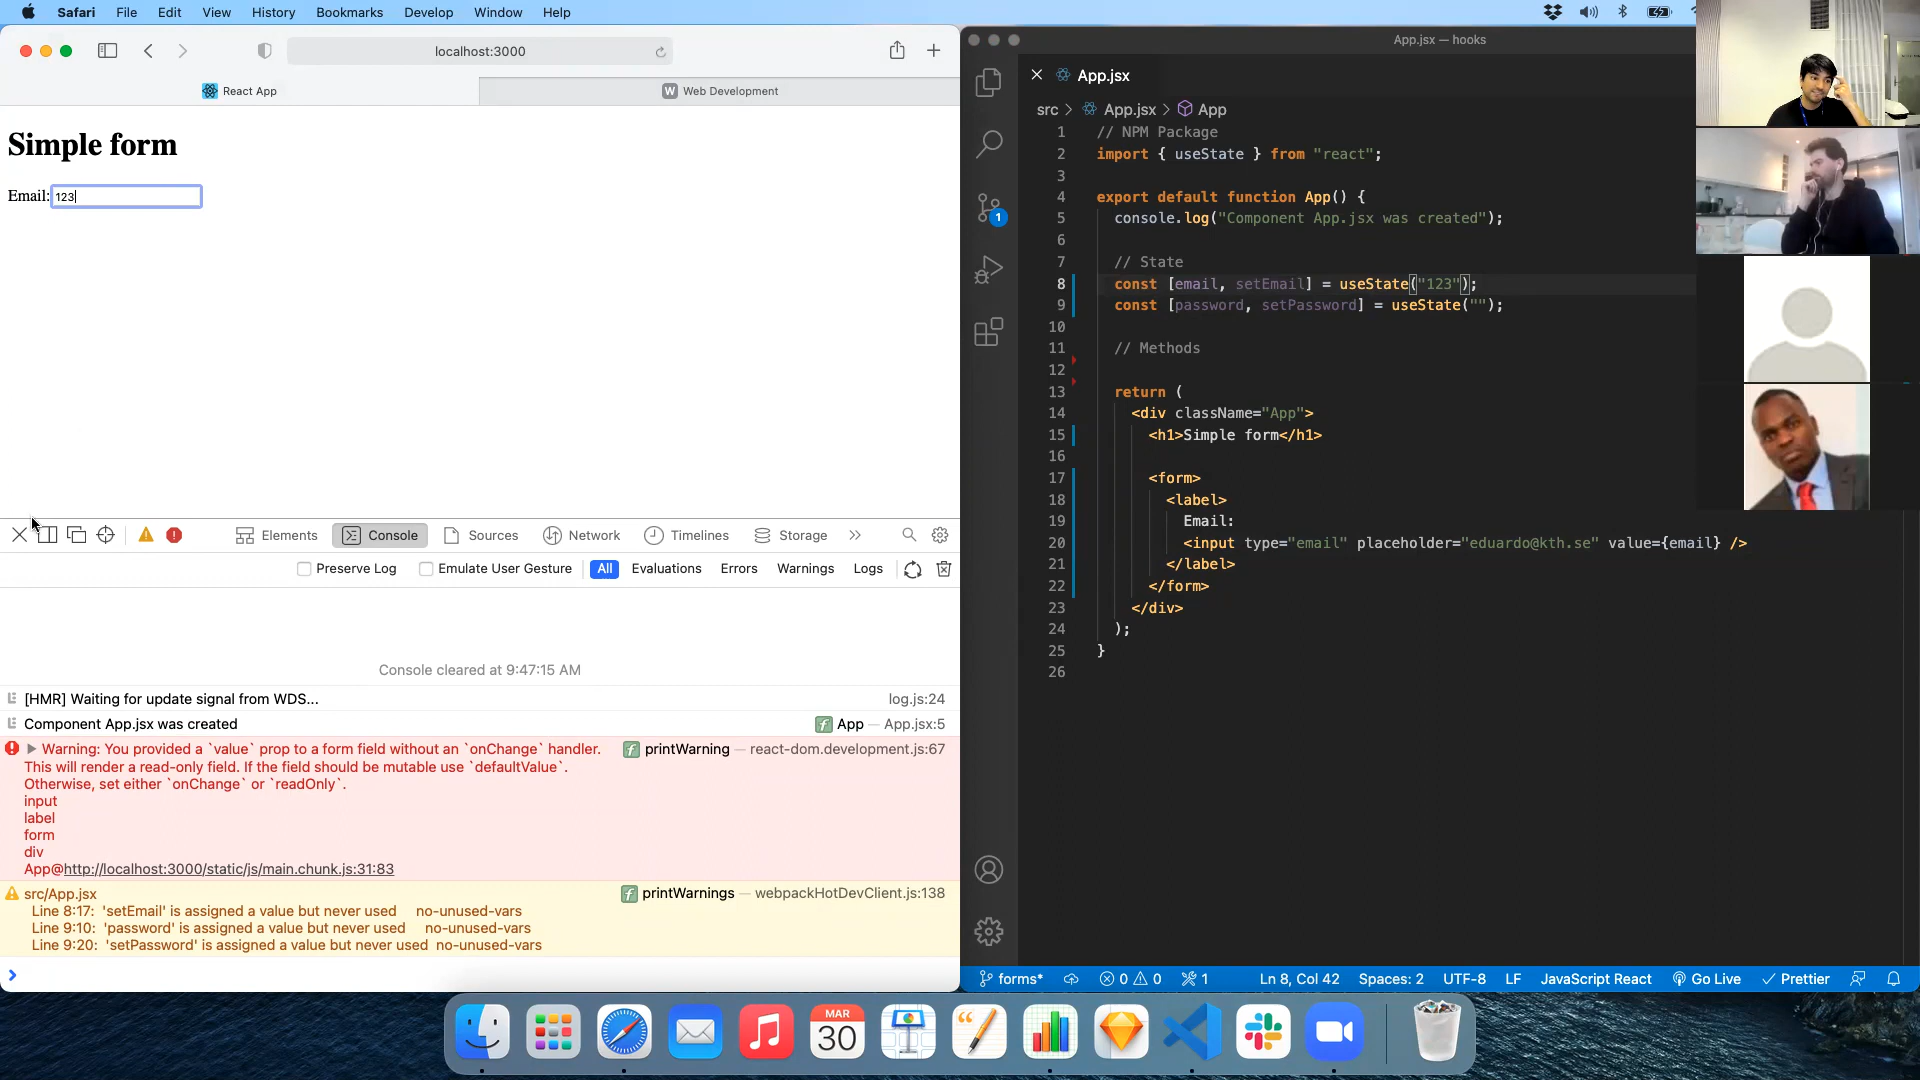 Safari File Edit View History Bookmarks Develop Window Help
localhost:3000
React App
W Web Development
Simple form
Email: 123
Elements Console Sources Network Timelines Storage
Preserve Log Emulate User Gesture All Evaluations Errors Warnings Logs
Console cleared at 9:47:15 AM
[HMR] Waiting for update signal from WDS... log.js:24
Component App.jsx was created f App — App.jsx:5
Warning: You provided a `value` prop to a form field without an `onChange` handler. f printWarning — react-dom.development.js:67
This will render a read-only field. If the field should be mutable use `defaultValue`.
Otherwise, set either `onChange` or `readOnly`.
input
label
form
div
App@http://localhost:3000/static/js/main.chunk.js:31:83
src/App.jsx f printWarnings — webpackHotDevClient.js:138
Line 8:17: 'setEmail' is assigned a value but never used no-unused-vars
Line 9:10: 'password' is assigned a value but never used no-unused-vars
Line 9:20: 'setPassword' is assigned a value but never used no-unused-vars
App.jsx — hooks
App.jsx
src > App.jsx > App
1 // NPM Package
2 import { useState } from "react";
3
4 export default function App() {
5 console.log("Component App.jsx was created");
6
7 // State
8 const [email, setEmail] = useState("123");
9 const [password, setPassword] = useState("");
10
11 // Methods
12
13 return (
14 <div className="App">
15 <h1>Simple form</h1>
16
17 <form>
18 <label>
19 Email:
20 <input type="email" placeholder="eduardo@kth.se" value={email} />
21 </label>
22 </form>
23 </div>
24 );
25 }
26
1
forms* 0 0 1 Ln 8, Col 42 Spaces: 2 UTF-8 LF JavaScript React Go Live Prettier
MAR
30